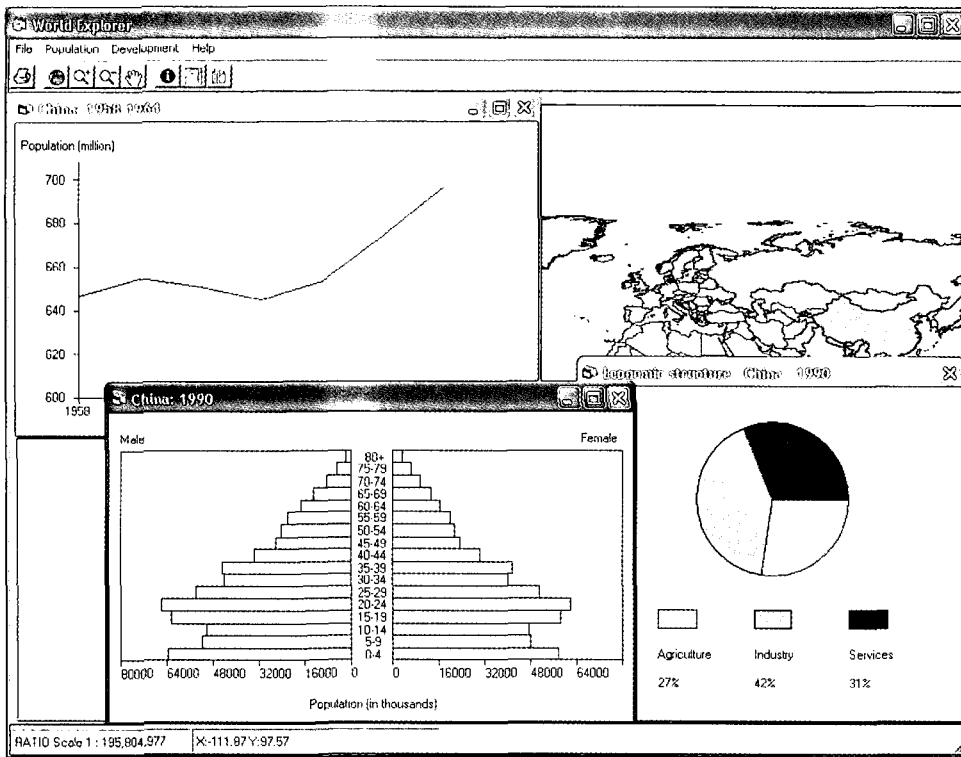 World Explorer
File Population Development Help
China: 1958-1964
Population (million)
700
680
660
640
620
600
1958
Economic structure China 1990
China: 1990
Male Female
80+
75-79
70-74
65-69
60-64
55-59
50-54
45-49
40-44
35-39
30-34
25-29
20-24
15-19
10-14
5-9
0-4
80000 64000 48000 32000 16000 0 0 16000 32000 48000 64000
Population (in thousands)
Agriculture Industry Services
27% 42% 31%
RATIO Scale 1 : 195,804,977 X:-111.87 Y:97.57